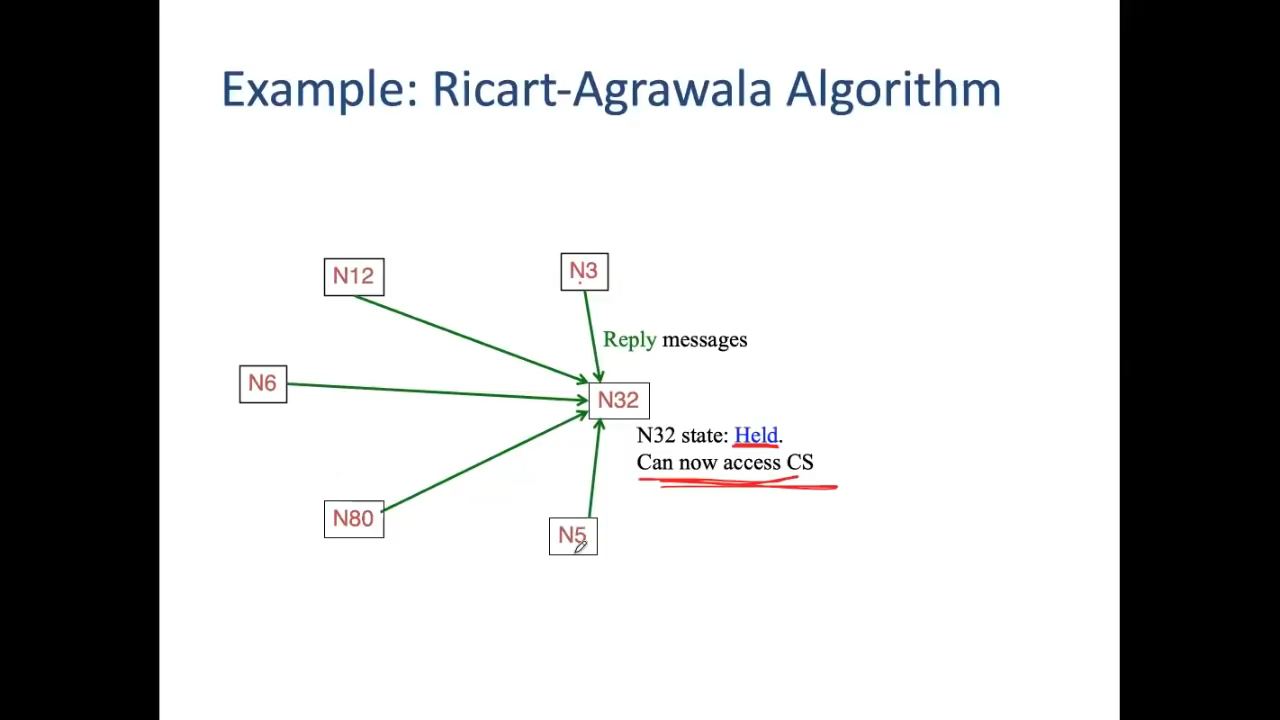 Example: Ricart-Agrawala Algorithm
N12
N3
Reply messages
N6
N32
N32 state: Held.
Can now access CS
N80
N5